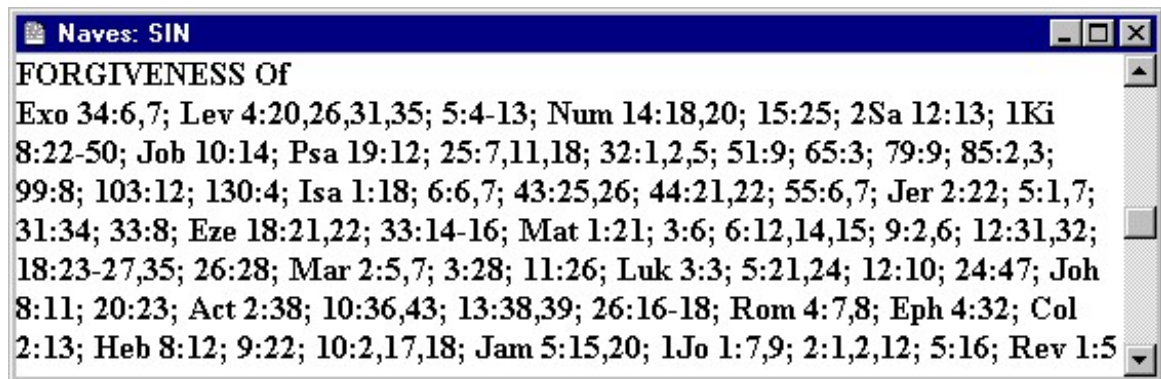 Naves: SIN
FORGIVENESS Of
Exo 34:6,7; Lev 4:20,26,31,35; 5:4-13; Num 14:18,20; 15:25; 2Sa 12:13; 1Ki
8:22-50; Job 10:14; Psa 19:12; 25:7,11,18; 32:1,2,5; 51:9; 65:3; 79:9; 85:2,3;
99:8; 103:12; 130:4; Isa 1:18; 6:6,7; 43:25,26; 44:21,22; 55:6,7; Jer 2:22; 5:1,7;
31:34; 33:8; Eze 18:21,22; 33:14-16; Mat 1:21; 3:6; 6:12,14,15; 9:2,6; 12:31,32;
18:23-27,35; 26:28; Mar 2:5,7; 3:28; 11:26; Luk 3:3; 5:21,24; 12:10; 24:47; Joh
8:11; 20:23; Act 2:38; 10:36,43; 13:38,39; 26:16-18; Rom 4:7,8; Eph 4:32; Col
2:13; Heb 8:12; 9:22; 10:2,17,18; Jam 5:15,20; 1Jo 1:7,9; 2:1,2,12; 5:16; Rev 1:5